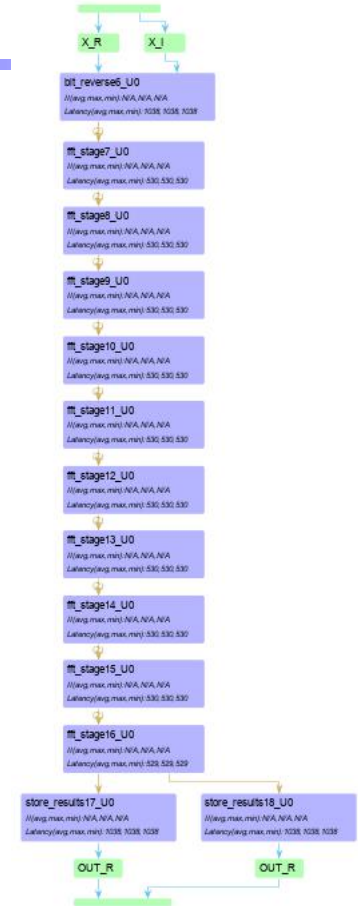 X_R
X_I
bit_reverse6_U0
II(avg,max,min): N/A, N/A, N/A
Latency(avg,max,min): 1038, 1038, 1038
fft_stage7_U0
II(avg,max,min): N/A, N/A, N/A
Latency(avg,max,min): 530, 530, 530
fft_stage8_U0
II(avg,max,min): N/A, N/A, N/A
Latency(avg,max,min): 530, 530, 530
fft_stage9_U0
II(avg,max,min): N/A, N/A, N/A
Latency(avg,max,min): 530, 530, 530
fft_stage10_U0
II(avg,max,min): N/A, N/A, N/A
Latency(avg,max,min): 530, 530, 530
fft_stage11_U0
II(avg,max,min): N/A, N/A, N/A
Latency(avg,max,min): 530, 530, 530
fft_stage12_U0
II(avg,max,min): N/A, N/A, N/A
Latency(avg,max,min): 530, 530, 530
fft_stage13_U0
II(avg,max,min): N/A, N/A, N/A
Latency(avg,max,min): 530, 530, 530
fft_stage14_U0
II(avg,max,min): N/A, N/A, N/A
Latency(avg,max,min): 530, 530, 530
fft_stage15_U0
II(avg,max,min): N/A, N/A, N/A
Latency(avg,max,min): 530, 530, 530
fft_stage16_U0
II(avg,max,min): N/A, N/A, N/A
Latency(avg,max,min): 529, 529, 529
store_results17_U0
II(avg,max,min): N/A, N/A, N/A
Latency(avg,max,min): 1038, 1038, 1038
store_results18_U0
II(avg,max,min): N/A, N/A, N/A
Latency(avg,max,min): 1038, 1038, 1038
OUT_R
OUT_R